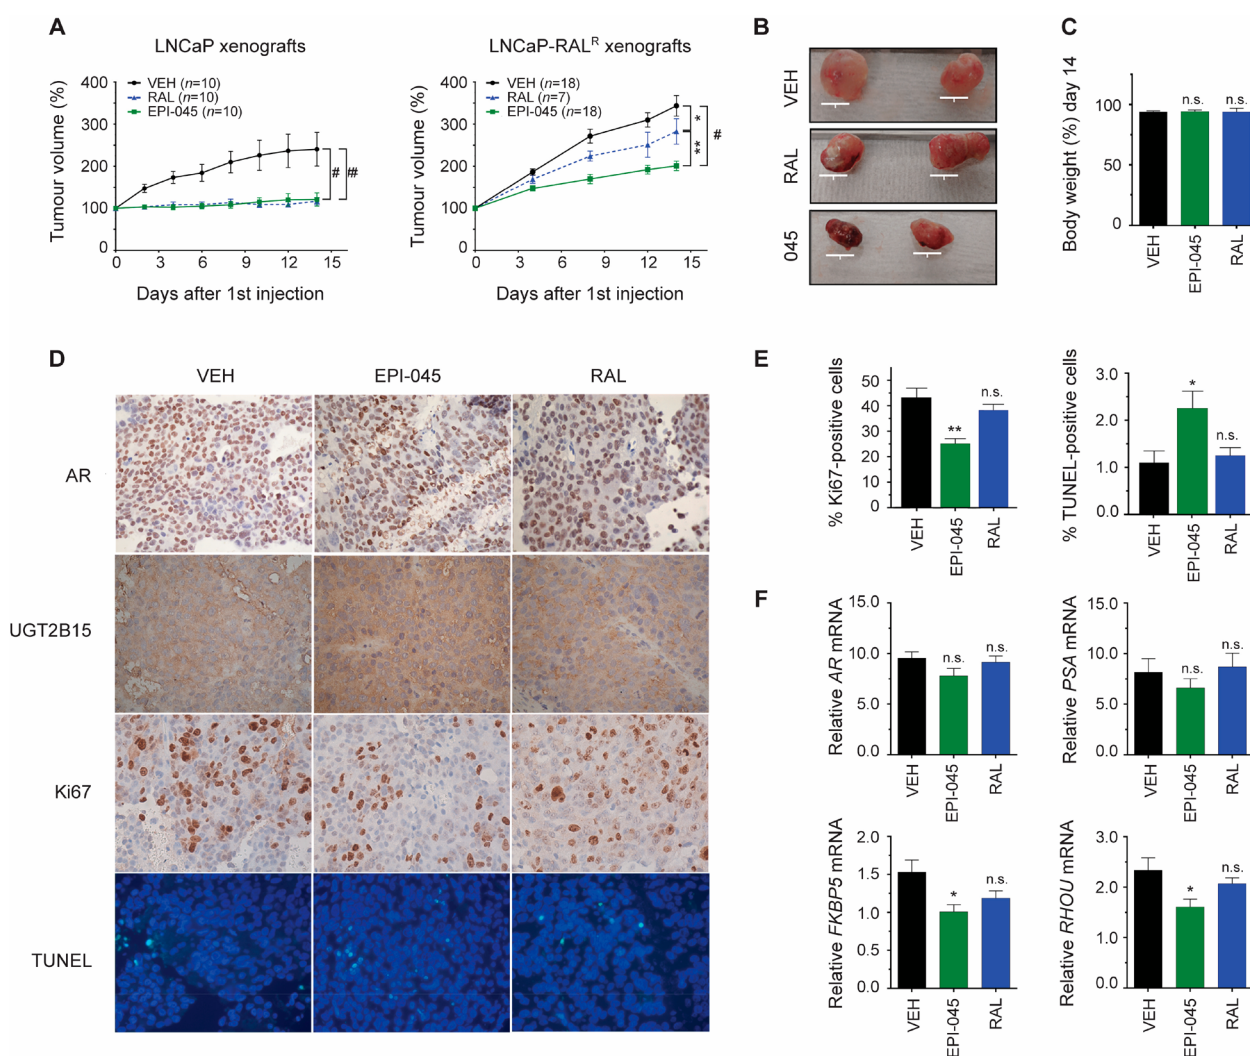 A
LNCaP xenografts
Tumour volume (%)
400
300
200
100
0
VEH (n=10)
RAL (n=10)
EPI-045 (n=10)
#
##
0 3 6 9 12 15
Days after 1st injection
LNCaP-RALᴿ xenografts
Tumour volume (%)
400
300
200
100
0
VEH (n=18)
RAL (n=7)
EPI-045 (n=18)
*
**
#
0 3 6 9 12 15
Days after 1st injection
B
VEH
RAL
045
C
Body weight (%) day 14
100
50
0
n.s. n.s.
VEH EPI-045 RAL
D
VEH EPI-045 RAL
AR
UGT2B15
Ki67
TUNEL
E
% Ki67-positive cells
50
40
30
25
20
10
0
**
n.s.
VEH EPI-045 RAL
% TUNEL-positive cells
3.0
2.0
1.0
0.0
*
n.s.
VEH EPI-045 RAL
F
Relative AR mRNA
15.0
10.0
5.0
0.0
n.s. n.s.
VEH EPI-045 RAL
Relative PSA mRNA
15.0
10.0
5.0
0.0
n.s. n.s.
VEH EPI-045 RAL
Relative FKBP5 mRNA
2.0
1.5
1.0
0.5
0.0
*
n.s.
VEH EPI-045 RAL
Relative RHOU mRNA
3.0
2.0
1.0
0.0
*
n.s.
VEH EPI-045 RAL